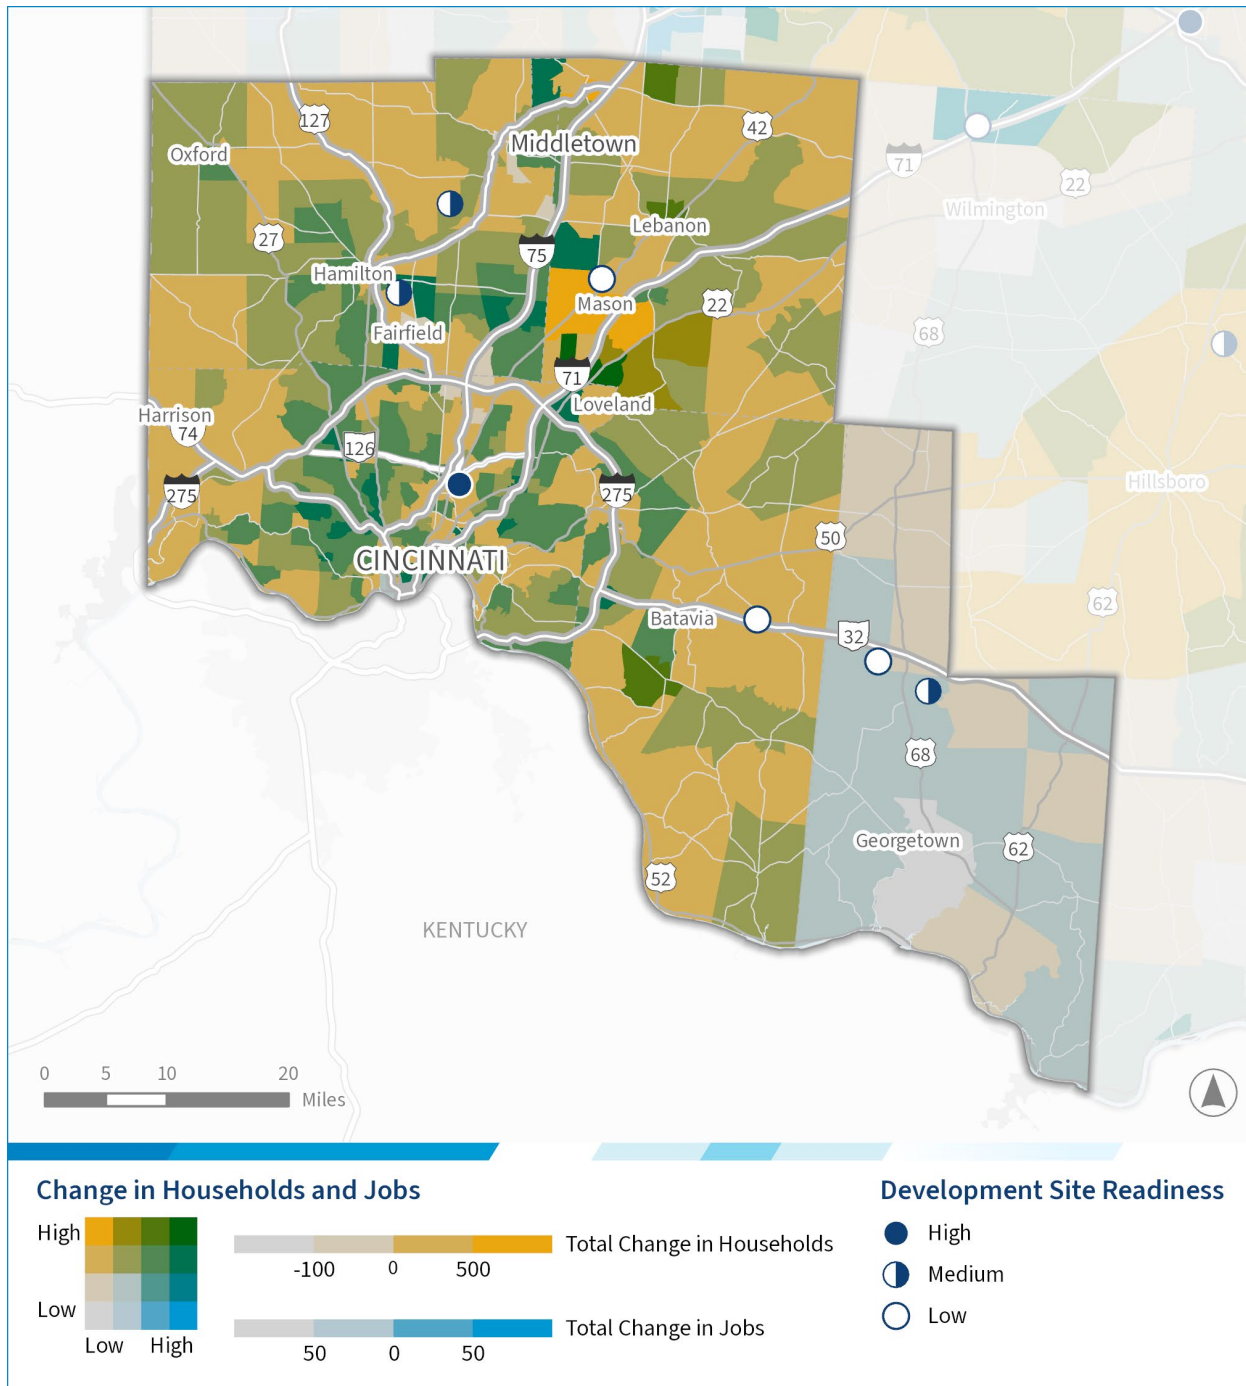 127
42
Middletown
Oxford
71
22
Wilmington
27
Lebanon
75
Hamilton
Mason
22
68
Fairfield
71
Loveland
Harrison
74
126
Hillsboro
275
275
50
CINCINNATI
62
Batavia
32
68
Georgetown
62
52
KENTUCKY
0 5 10 20
Miles
Change in Households and Jobs
High
Low
Low High
-100 0 500
Total Change in Households
50 0 50
Total Change in Jobs
Development Site Readiness
High
Medium
Low